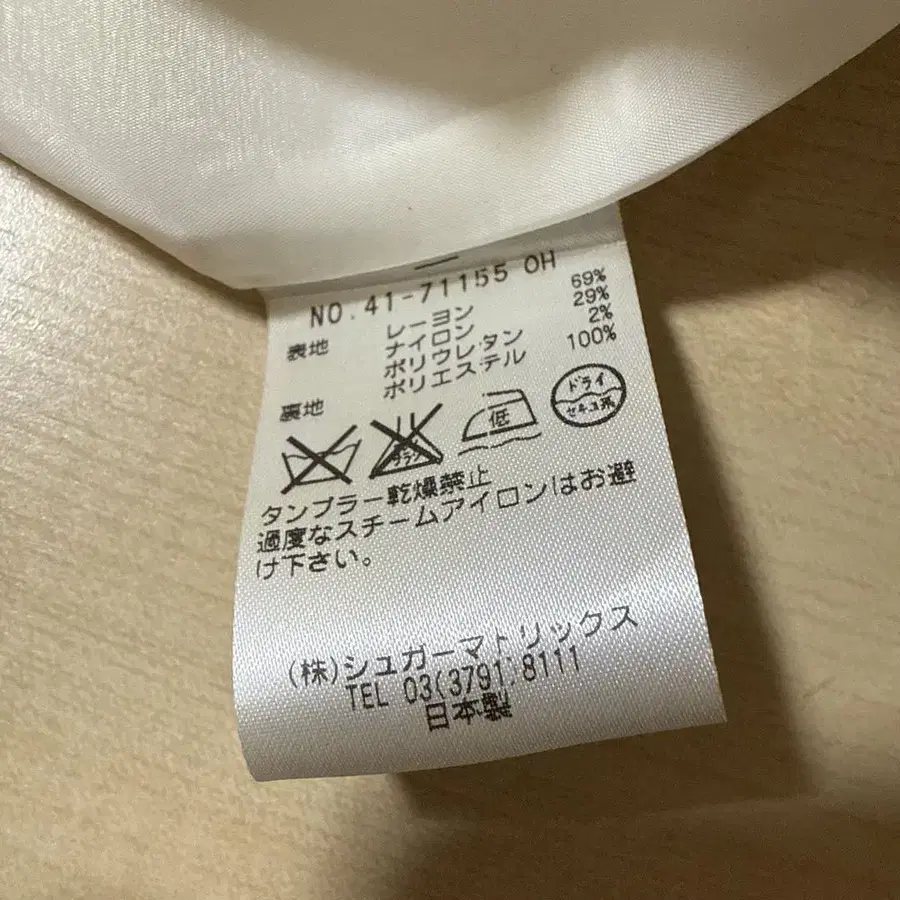 NO.41-71155 OH
表地 レーヨン 69%
ナイロン 29%
ポリウレタン 2%
裏地 ポリエステル 100%
低
ドライ
セキユ系
タンブラー乾燥禁止
過度なスチームアイロンはお避
け下さい。
(株)シュガーマトリックス
TEL 03(3791)8111
日本製